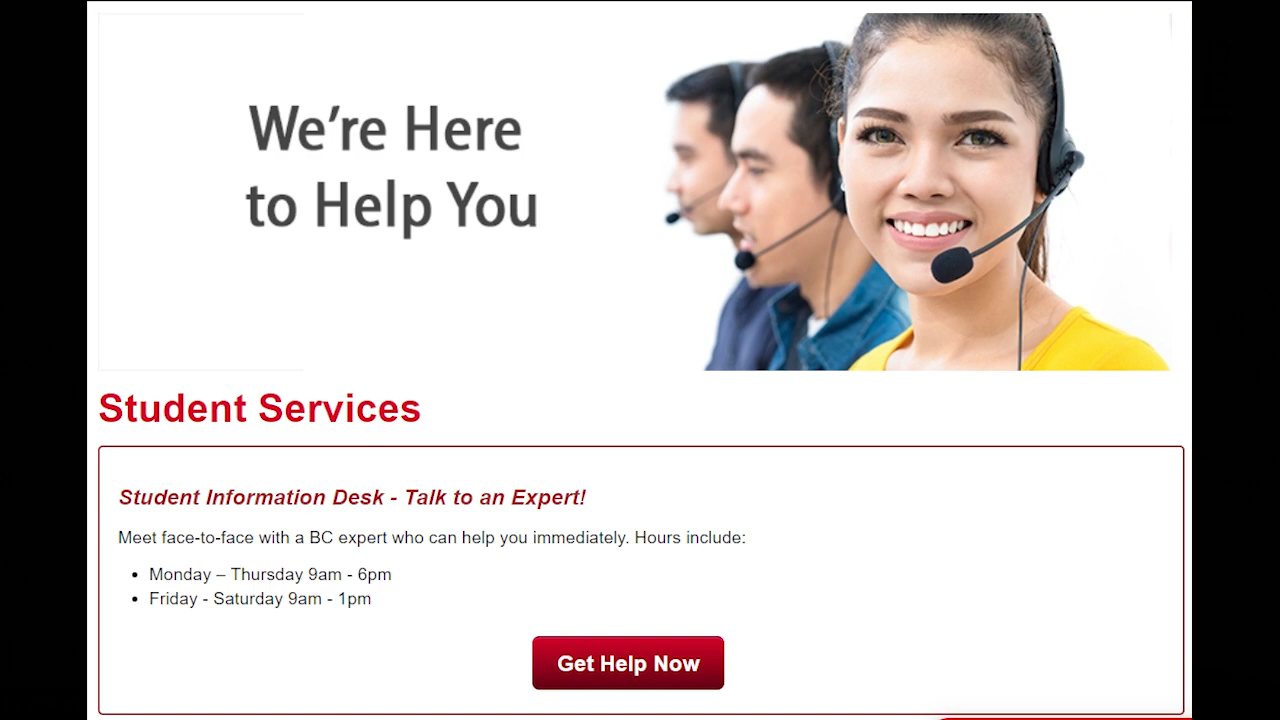 We're Here
to Help You
Student Services
Student Information Desk - Talk to an Expert!
Meet face-to-face with a BC expert who can help you immediately. Hours include:
• Monday – Thursday 9am - 6pm
• Friday - Saturday 9am - 1pm
Get Help Now